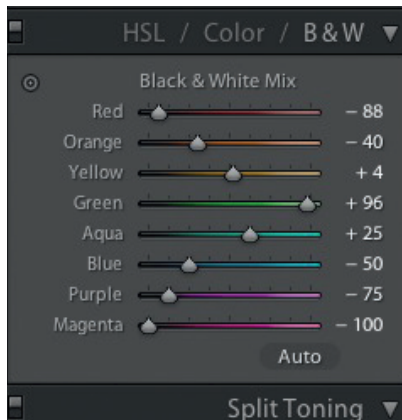 HSL / Color / B&W
Black & White Mix
Red – 88
Orange – 40
Yellow + 4
Green + 96
Aqua + 25
Blue – 50
Purple – 75
Magenta – 100
Auto
Split Toning